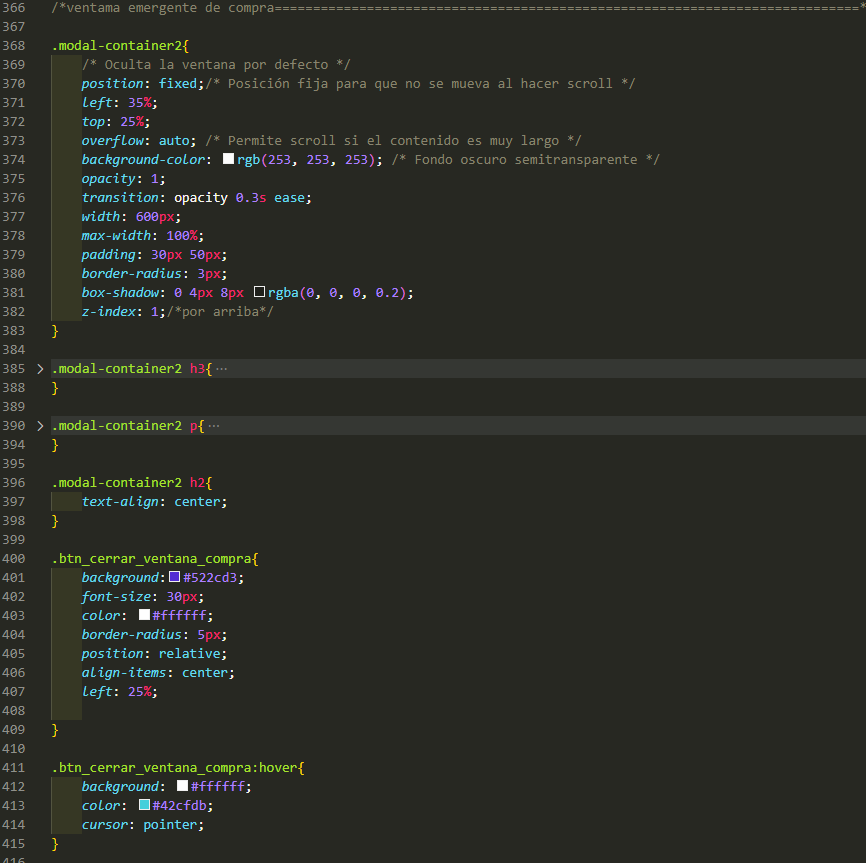 366 /*ventama emergente de compra============================================================================*
367
368 .modal-container2{
369 /* Oculta la ventana por defecto */
370 position: fixed;/* Posición fija para que no se mueva al hacer scroll */
371 left: 35%;
372 top: 25%;
373 overflow: auto; /* Permite scroll si el contenido es muy largo */
374 background-color: rgb(253, 253, 253); /* Fondo oscuro semitransparente */
375 opacity: 1;
376 transition: opacity 0.3s ease;
377 width: 600px;
378 max-width: 100%;
379 padding: 30px 50px;
380 border-radius: 3px;
381 box-shadow: 0 4px 8px rgba(0, 0, 0, 0.2);
382 z-index: 1;/*por arriba*/
383 }
384
385 .modal-container2 h3{ ⋯
388 }
389
390 .modal-container2 p{ ⋯
394 }
395
396 .modal-container2 h2{
397 text-align: center;
398 }
399
400 .btn_cerrar_ventana_compra{
401 background: #522cd3;
402 font-size: 30px;
403 color: #ffffff;
404 border-radius: 5px;
405 position: relative;
406 align-items: center;
407 left: 25%;
408
409 }
410
411 .btn_cerrar_ventana_compra:hover{
412 background: #ffffff;
413 color: #42cfdb;
414 cursor: pointer;
415 }
416